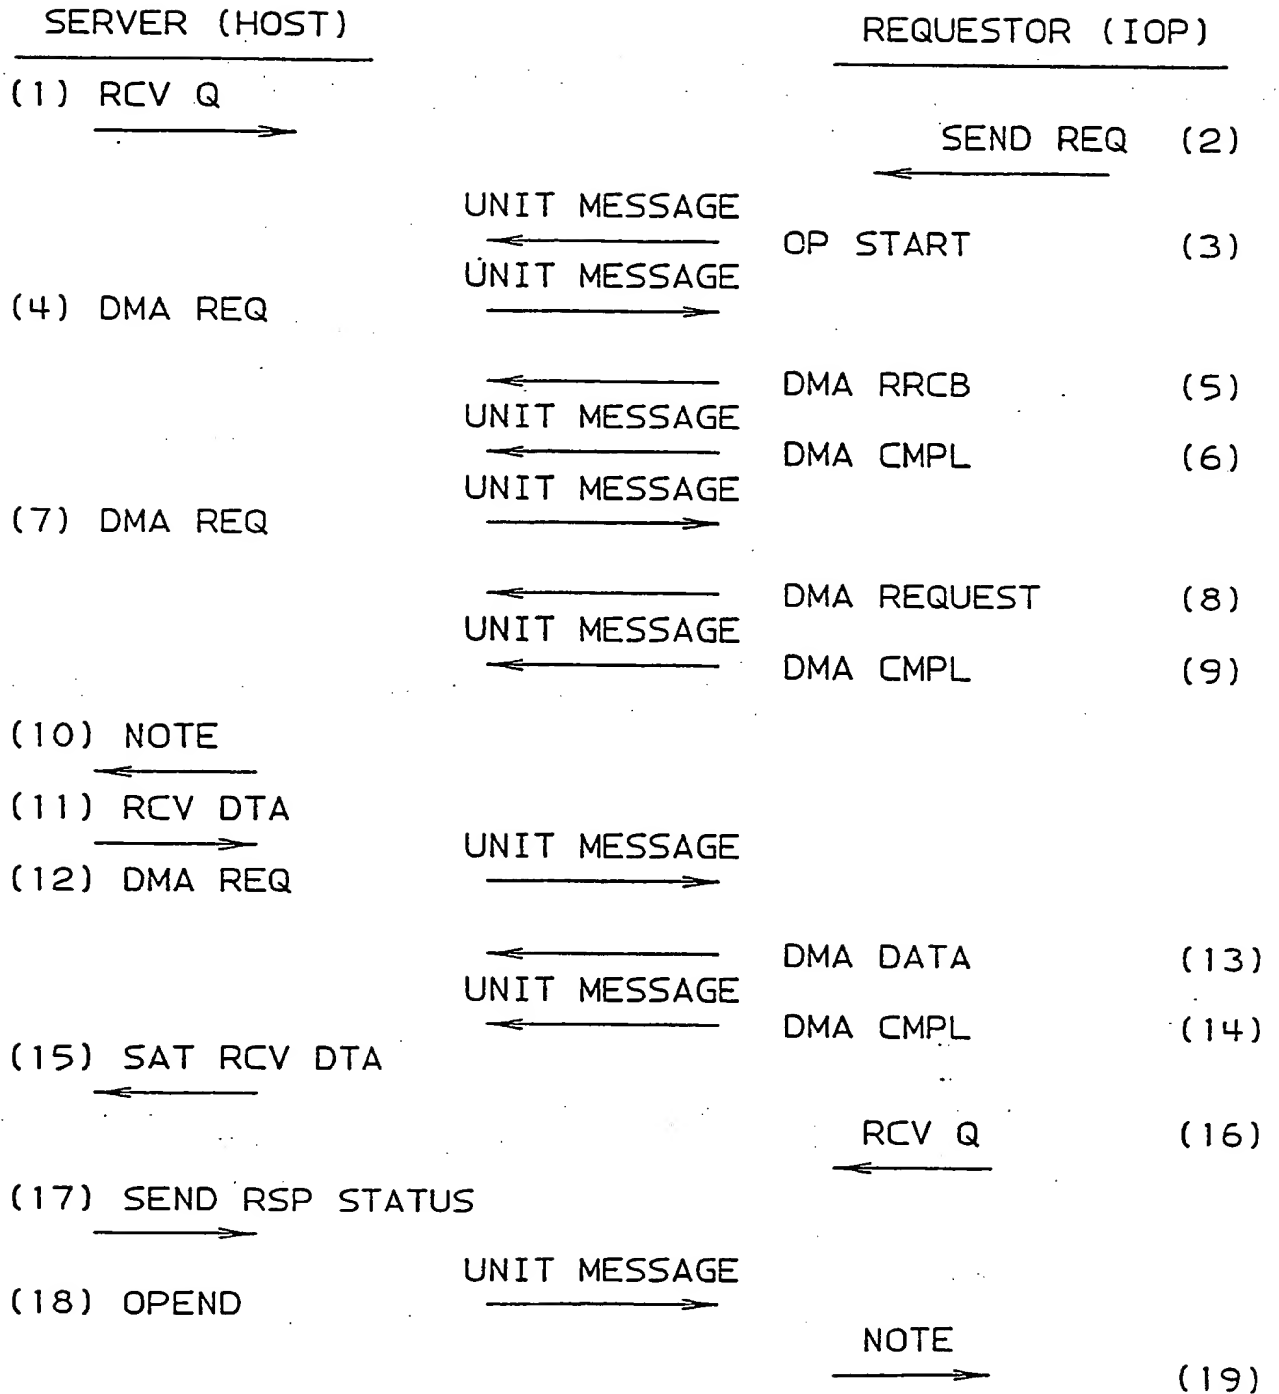 SERVER (HOST) REQUESTOR (IOP)
(1) RCV Q
SEND REQ (2)
UNIT MESSAGE
OP START (3)
UNIT MESSAGE
(4) DMA REQ
DMA RRCB (5)
UNIT MESSAGE
DMA CMPL (6)
UNIT MESSAGE
(7) DMA REQ
DMA REQUEST (8)
UNIT MESSAGE
DMA CMPL (9)
(10) NOTE
(11) RCV DTA
UNIT MESSAGE
(12) DMA REQ
DMA DATA (13)
UNIT MESSAGE
DMA CMPL (14)
(15) SAT RCV DTA
RCV Q (16)
(17) SEND RSP STATUS
UNIT MESSAGE
(18) OPEND
NOTE
(19)